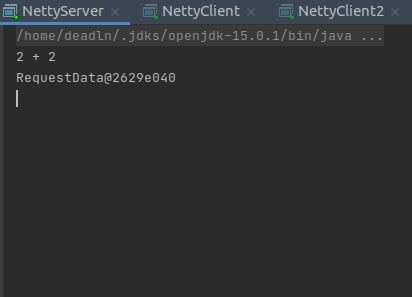 NettyServer NettyClient NettyClient2
/home/deadln/.jdks/openjdk-15.0.1/bin/java ...
2 + 2
RequestData@2629e040